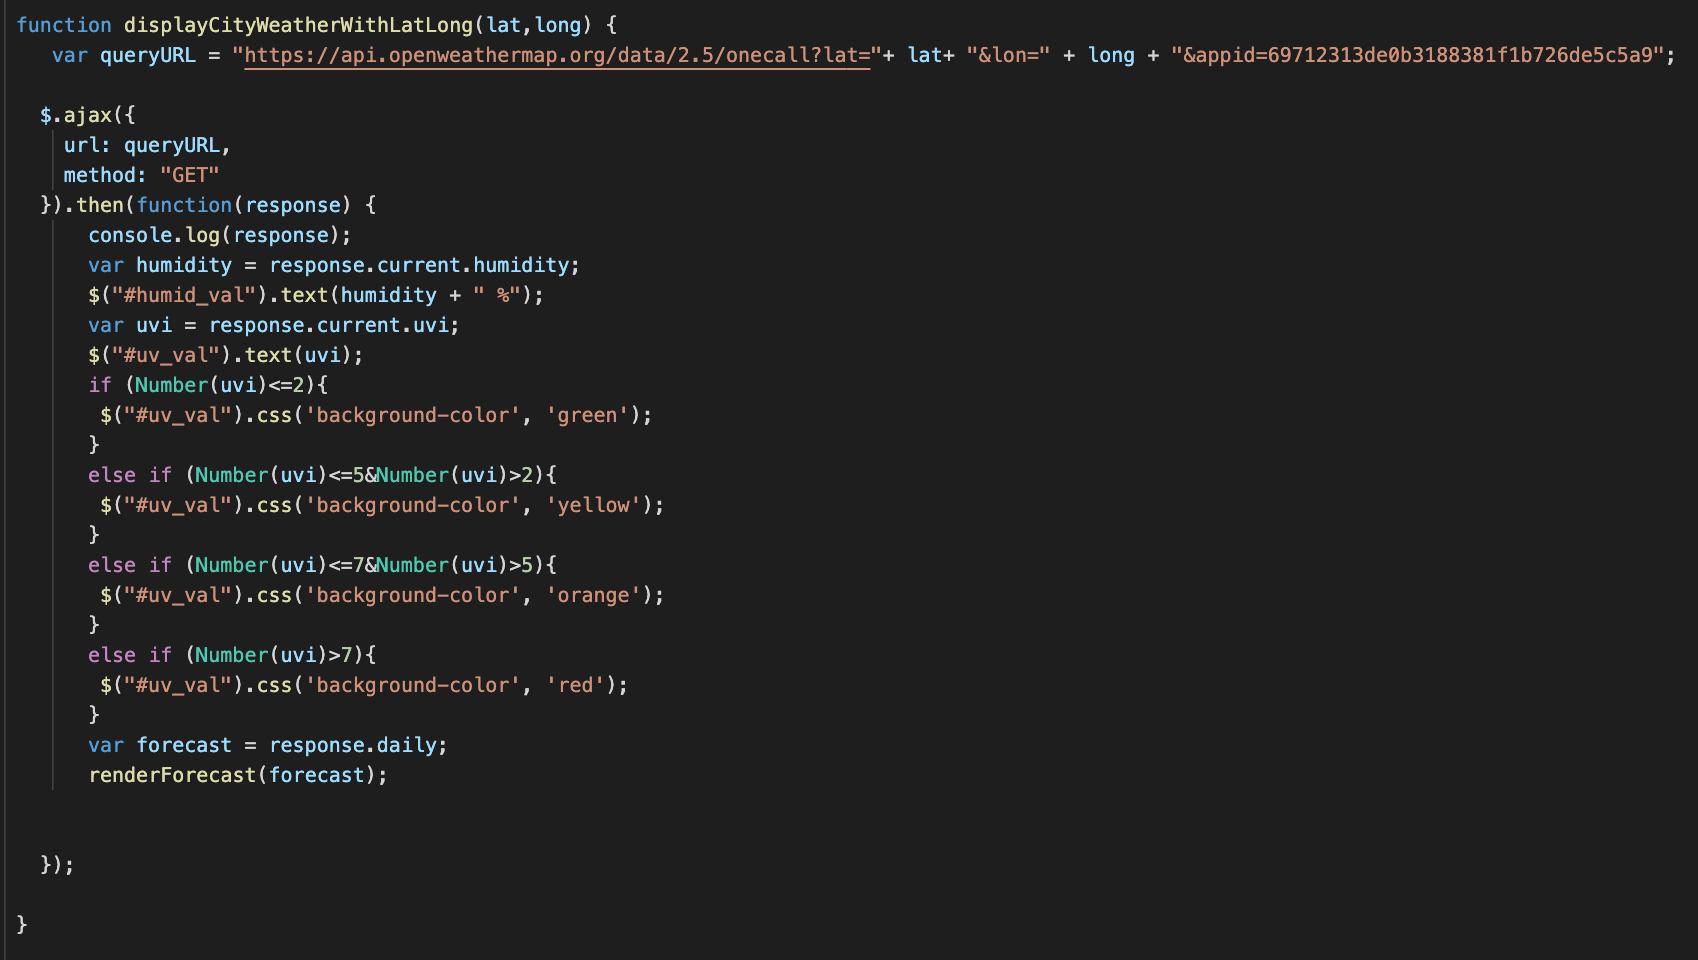 function displayCityWeatherWithLatLong(lat,long) {
var queryURL = "https://api.openweathermap.org/data/2.5/onecall?lat="+ lat+ "&lon=" + long + "&appid=69712313de0b3188381f1b726de5c5a9";
$.ajax({
url: queryURL,
method: "GET"
}).then(function(response) {
console.log(response);
var humidity = response.current.humidity;
$("#humid_val").text(humidity + " %");
var uvi = response.current.uvi;
$("#uv_val").text(uvi);
if (Number(uvi)<=2){
$("#uv_val").css('background-color', 'green');
}
else if (Number(uvi)<=5&Number(uvi)>2){
$("#uv_val").css('background-color', 'yellow');
}
else if (Number(uvi)<=7&Number(uvi)>5){
$("#uv_val").css('background-color', 'orange');
}
else if (Number(uvi)>7){
$("#uv_val").css('background-color', 'red');
}
var forecast = response.daily;
renderForecast(forecast);
});
}